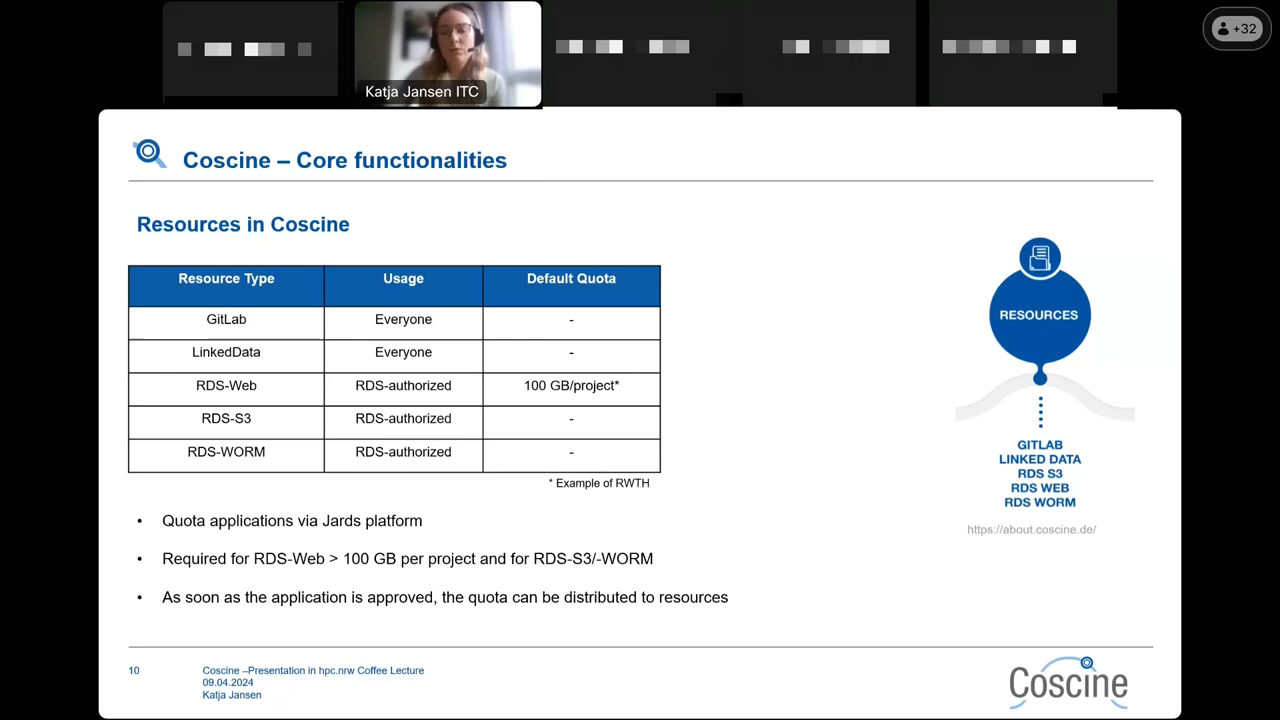 +32
Katja Jansen ITC
Coscine – Core functionalities
Resources in Coscine
Resource Type Usage Default Quota
GitLab Everyone -
LinkedData Everyone -
RDS-Web RDS-authorized 100 GB/project*
RDS-S3 RDS-authorized -
RDS-WORM RDS-authorized -
* Example of RWTH
• Quota applications via Jards platform
• Required for RDS-Web > 100 GB per project and for RDS-S3/-WORM
• As soon as the application is approved, the quota can be distributed to resources
RESOURCES
GITLAB
LINKED DATA
RDS S3
RDS WEB
RDS WORM
https://about.coscine.de/
10
Coscine –Presentation in hpc.nrw Coffee Lecture
09.04.2024
Katja Jansen
Coscine